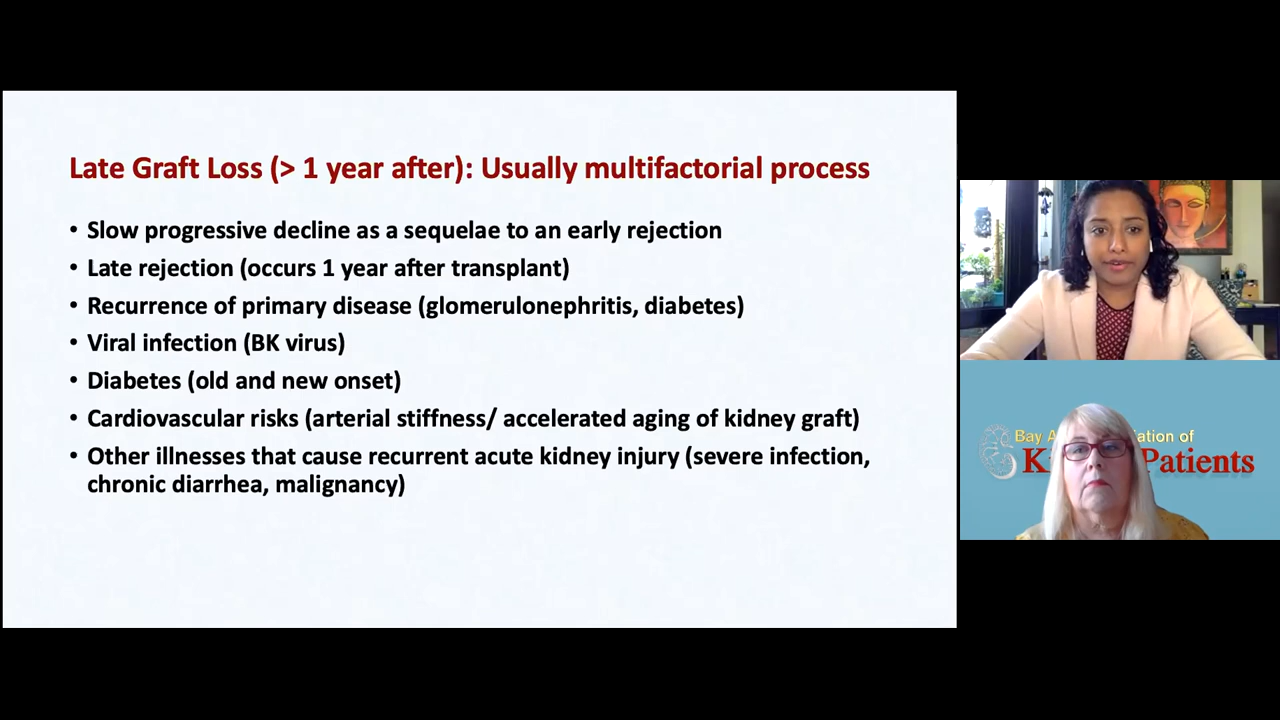 Late Graft Loss (> 1 year after): Usually multifactorial process
• Slow progressive decline as a sequelae to an early rejection
• Late rejection (occurs 1 year after transplant)
• Recurrence of primary disease (glomerulonephritis, diabetes)
• Viral infection (BK virus)
• Diabetes (old and new onset)
• Cardiovascular risks (arterial stiffness/ accelerated aging of kidney graft)
• Other illnesses that cause recurrent acute kidney injury (severe infection,
chronic diarrhea, malignancy)
Bay
of
Patients